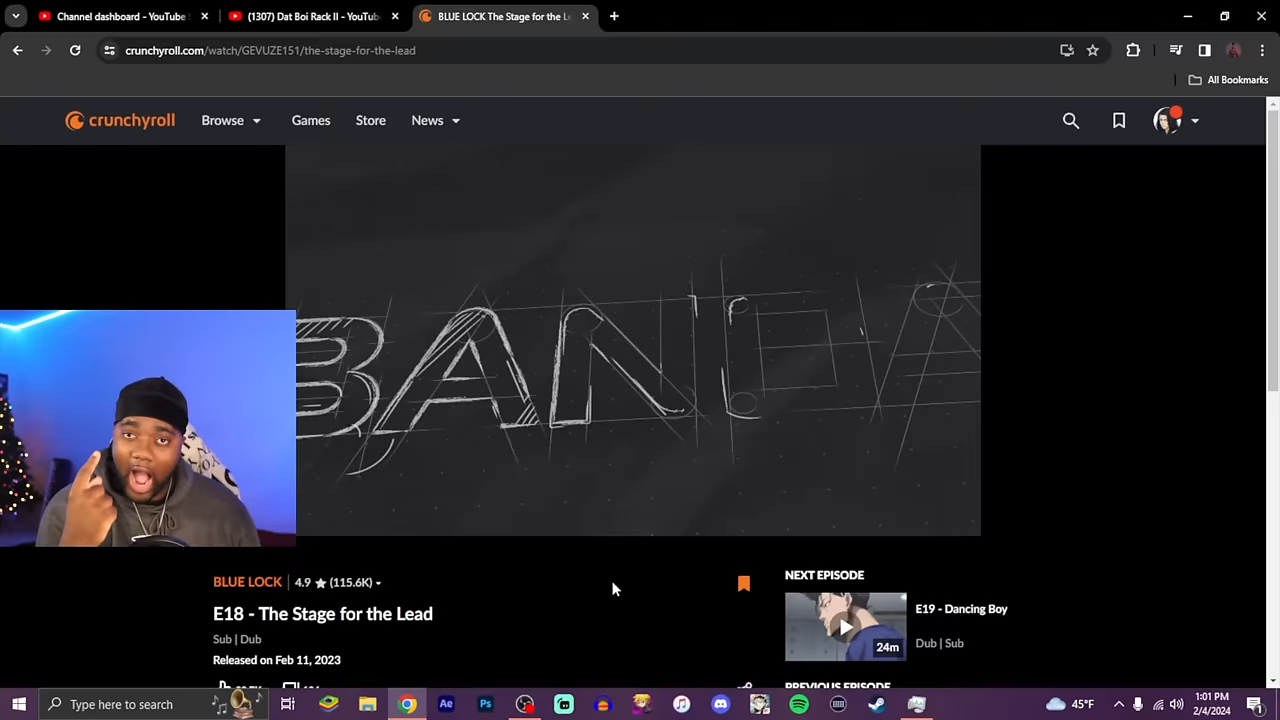 Channel dashboard - YouTube
(1307) Dat Boi Rack II - YouTu
BLUE LOCK The Stage for the L
crunchyroll.com/watch/GEVUZE151/the-stage-for-the-lead
All Bookmarks
crunchyroll Browse Games Store News
BAN
BLUE LOCK 4.9 ★ (115.6K)
E18 - The Stage for the Lead
Sub | Dub
Released on Feb 11, 2023
NEXT EPISODE
E19 - Dancing Boy
24m
Dub | Sub
PREVIOUS EPISODE
Type here to search
Ae
Ps
45°F
1:01 PM
2/4/2024